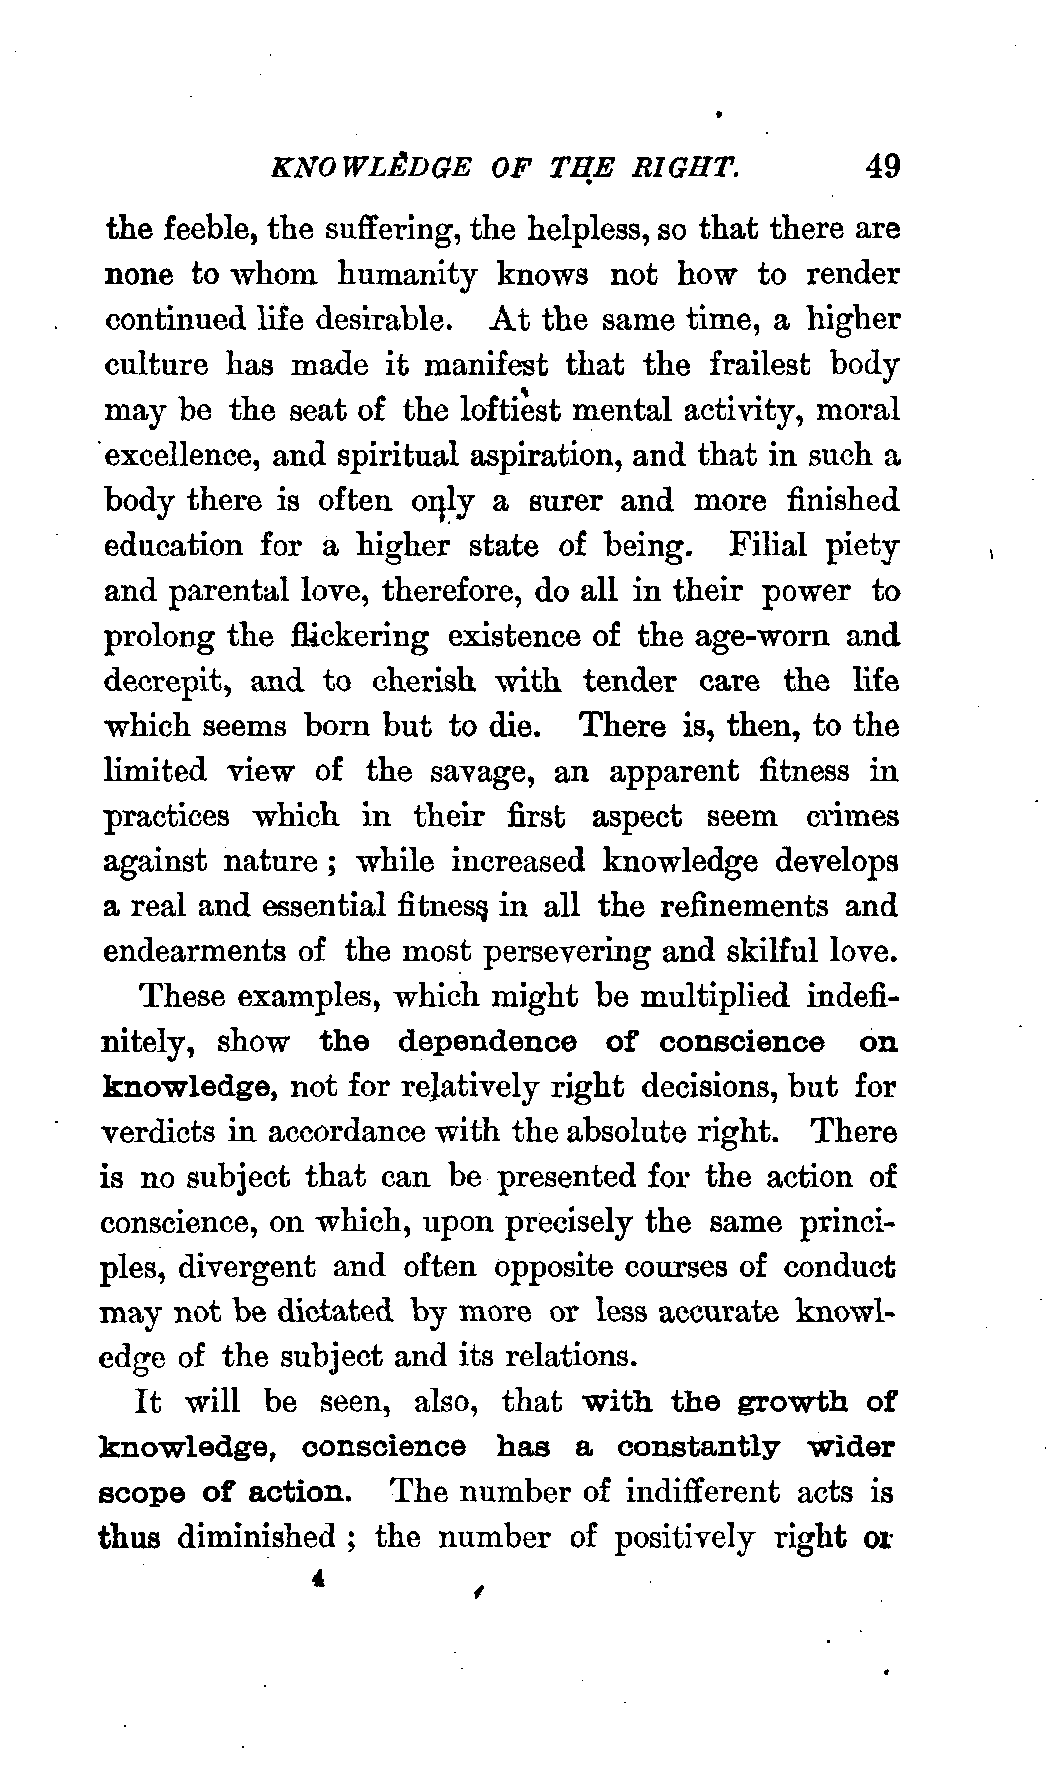 KNOWLEDGE OF THE RIGHT. 49
the feeble, the suffering, the helpless, so that there are
none to whom humanity knows not how to render
continued life desirable. At the same time, a higher
culture has made it manifest that the frailest body
may be the seat of the loftiest mental activity, moral
excellence, and spiritual aspiration, and that in such a
body there is often only a surer and more finished
education for a higher state of being. Filial piety
and parental love, therefore, do all in their power to
prolong the flickering existence of the age-worn and
decrepit, and to cherish with tender care the life
which seems born but to die. There is, then, to the
limited view of the savage, an apparent fitness in
practices which in their first aspect seem crimes
against nature ; while increased knowledge develops
a real and essential fitness in all the refinements and
endearments of the most persevering and skilful love.
These examples, which might be multiplied indefi-
nitely, show the dependence of conscience on
knowledge, not for relatively right decisions, but for
verdicts in accordance with the absolute right. There
is no subject that can be presented for the action of
conscience, on which, upon precisely the same princi-
ples, divergent and often opposite courses of conduct
may not be dictated by more or less accurate knowl-
edge of the subject and its relations.
It will be seen, also, that with the growth of
knowledge, conscience has a constantly wider
scope of action. The number of indifferent acts is
thus diminished ; the number of positively right or
4